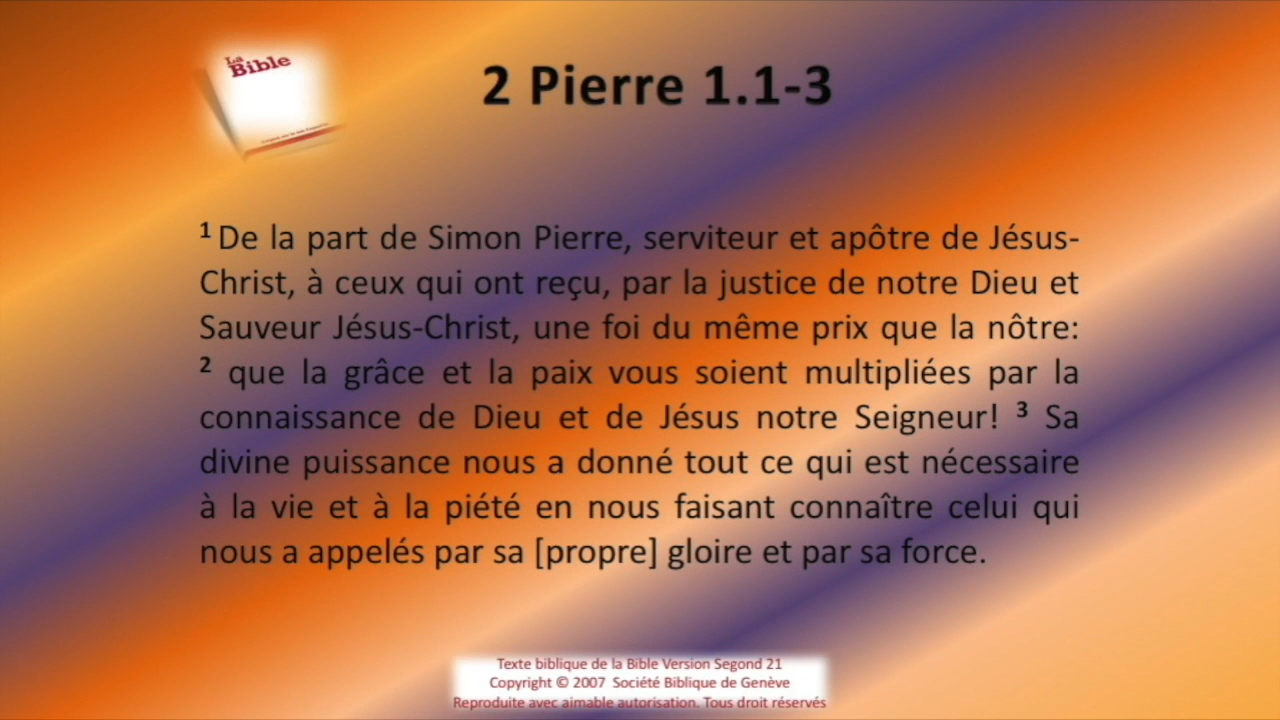 La
Bible
2 Pierre 1.1-3
1 De la part de Simon Pierre, serviteur et apôtre de Jésus-
Christ, à ceux qui ont reçu, par la justice de notre Dieu et
Sauveur Jésus-Christ, une foi du même prix que la nôtre:
2 que la grâce et la paix vous soient multipliées par la
connaissance de Dieu et de Jésus notre Seigneur! 3 Sa
divine puissance nous a donné tout ce qui est nécessaire
à la vie et à la piété en nous faisant connaître celui qui
nous a appelés par sa [propre] gloire et par sa force.
Texte biblique de la Bible Version Segond 21
Copyright © 2007 Société Biblique de Genève
Reproduite avec aimable autorisation. Tous droit réservés